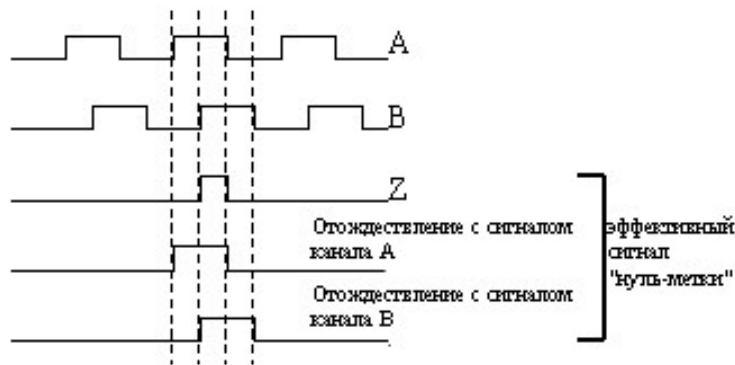 A
B
Z
Отождествление с сигналом
канала A
Отождествление с сигналом
канала B
эффективный
сигнал
"нуль-метки"